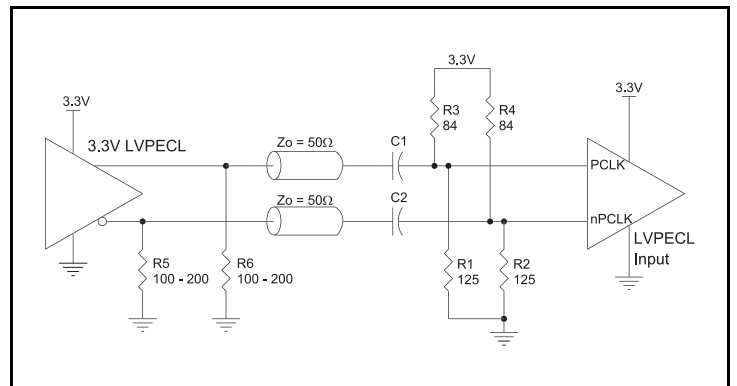 3.3V
3.3V LVPECL
R5
100 - 200
R6
100 - 200
Zo = 50Ω
Zo = 50Ω
C1
C2
3.3V
R3
84
R4
84
R1
125
R2
125
3.3V
PCLK
nPCLK
LVPECL
Input